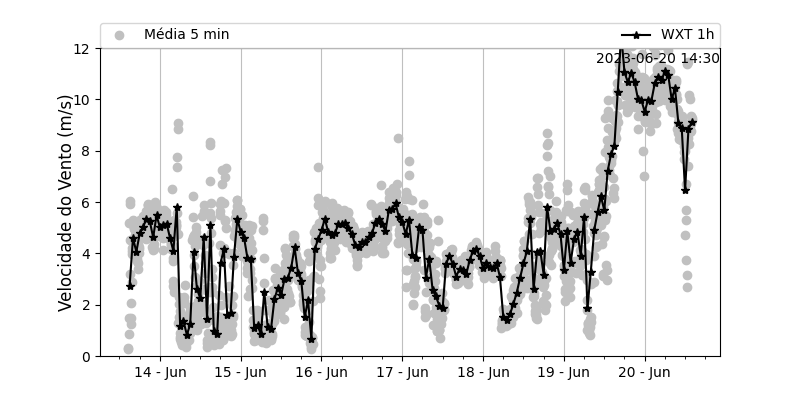 Média 5 min
WXT 1h
2023-06-20 14:30
Velocidade do Vento (m/s)
12
10
8
6
4
2
0
14 - Jun
15 - Jun
16 - Jun
17 - Jun
18 - Jun
19 - Jun
20 - Jun